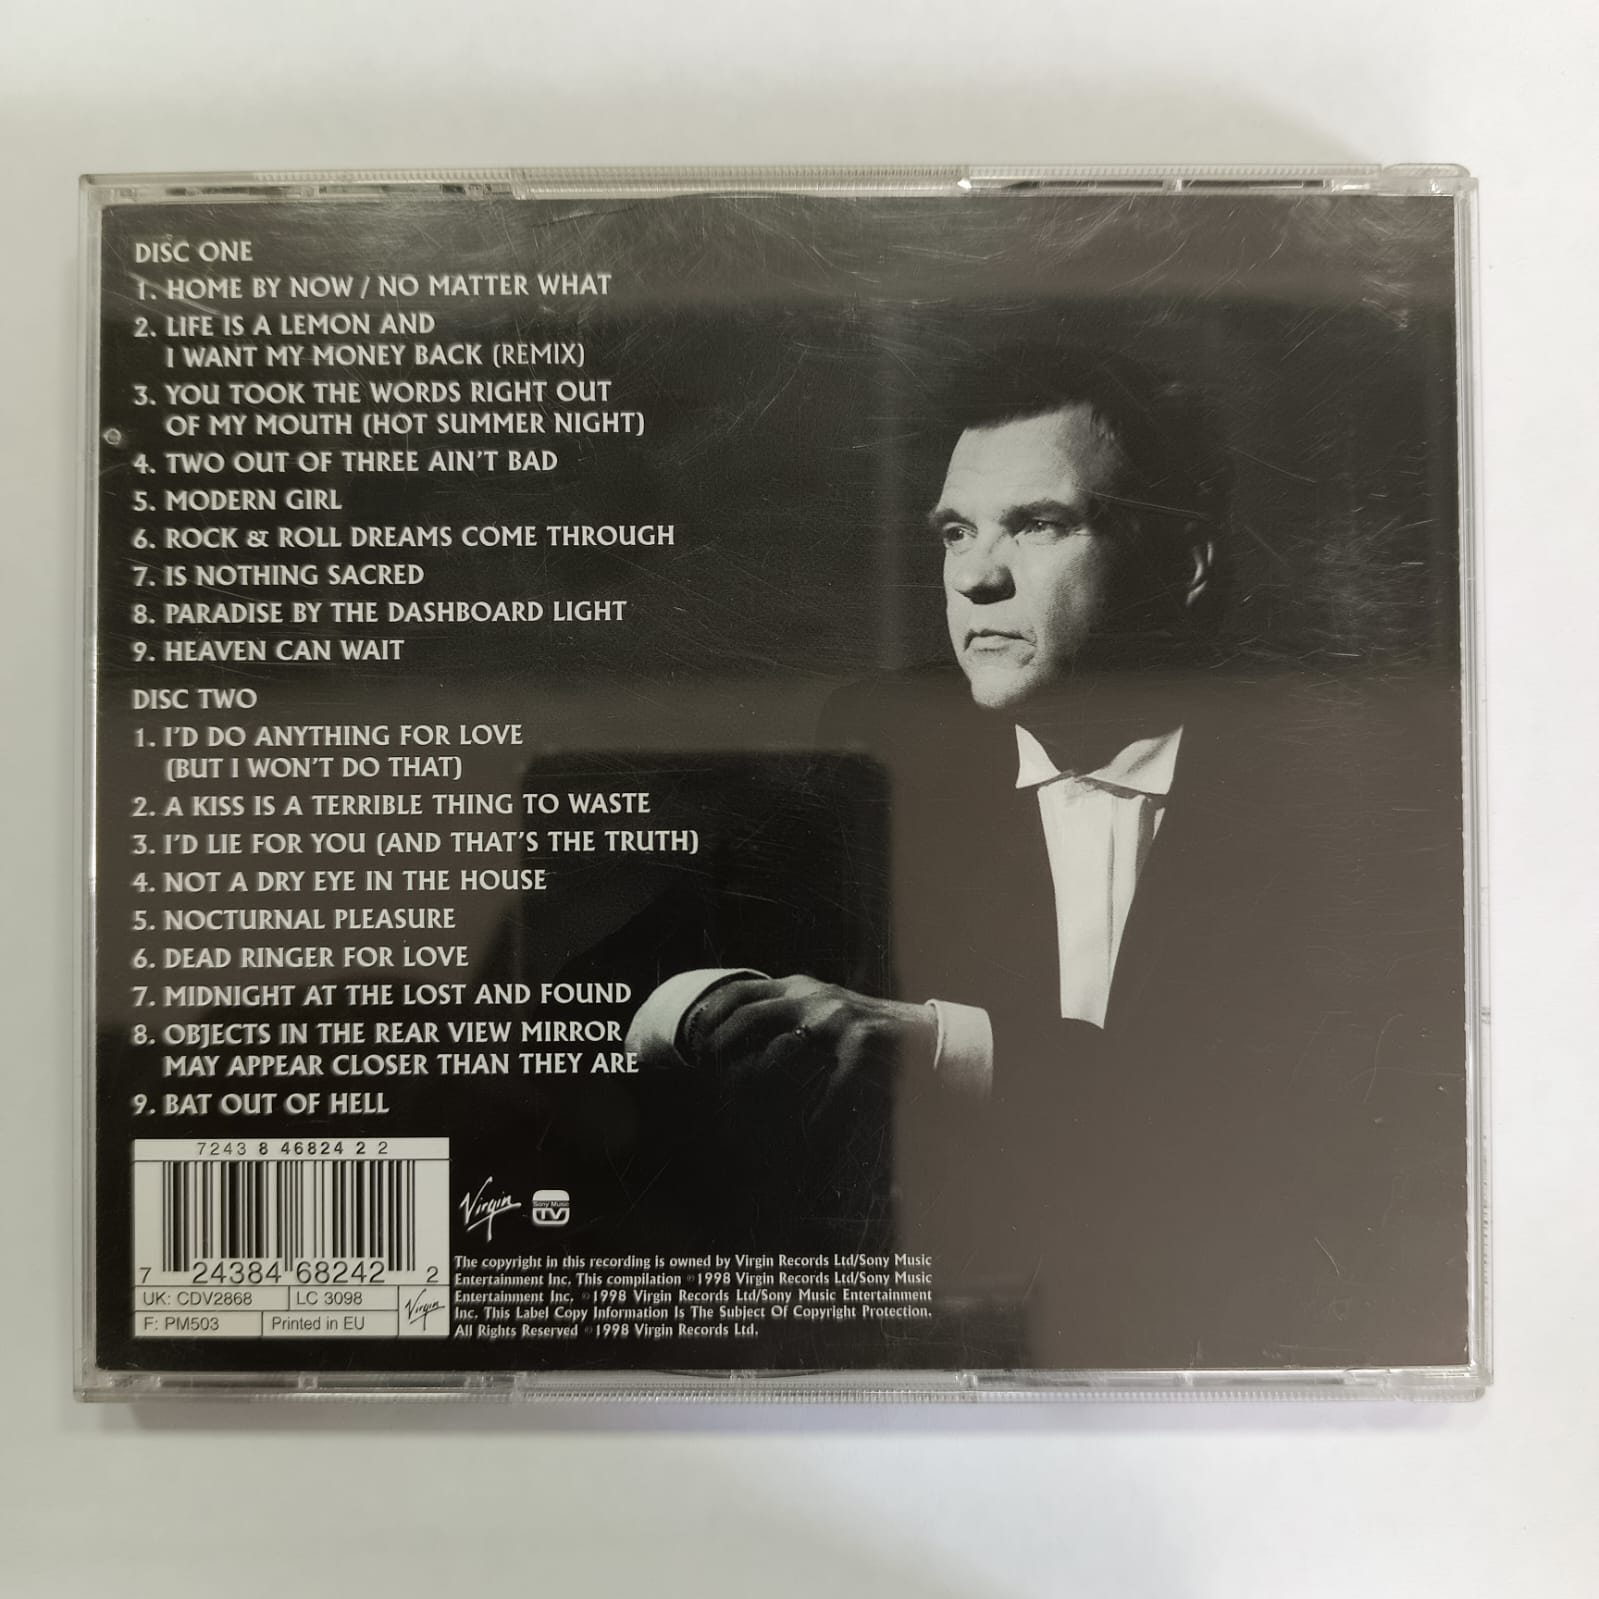 DISC ONE
1. HOME BY NOW / NO MATTER WHAT
2. LIFE IS A LEMON AND
I WANT MY MONEY BACK (REMIX)
3. YOU TOOK THE WORDS RIGHT OUT
OF MY MOUTH (HOT SUMMER NIGHT)
4. TWO OUT OF THREE AIN'T BAD
5. MODERN GIRL
6. ROCK & ROLL DREAMS COME THROUGH
7. IS NOTHING SACRED
8. PARADISE BY THE DASHBOARD LIGHT
9. HEAVEN CAN WAIT
DISC TWO
1. I'D DO ANYTHING FOR LOVE
(BUT I WON'T DO THAT)
2. A KISS IS A TERRIBLE THING TO WASTE
3. I'D LIE FOR YOU (AND THAT'S THE TRUTH)
4. NOT A DRY EYE IN THE HOUSE
5. NOCTURNAL PLEASURE
6. DEAD RINGER FOR LOVE
7. MIDNIGHT AT THE LOST AND FOUND
8. OBJECTS IN THE REAR VIEW MIRROR
MAY APPEAR CLOSER THAN THEY ARE
9. BAT OUT OF HELL
7243 8 46824 2 2
7 24384 68242 2
UK: CDV2868
LC 3098
F: PM503
Printed in EU
Virgin
Virgin
Sony Music
TV
The copyright in this recording is owned by Virgin Records Ltd/Sony Music
Entertainment Inc. This compilation ℗1998 Virgin Records Ltd/Sony Music
Entertainment Inc. ©1998 Virgin Records Ltd/Sony Music Entertainment
Inc. This Label Copy Information Is The Subject Of Copyright Protection.
All Rights Reserved ©1998 Virgin Records Ltd.